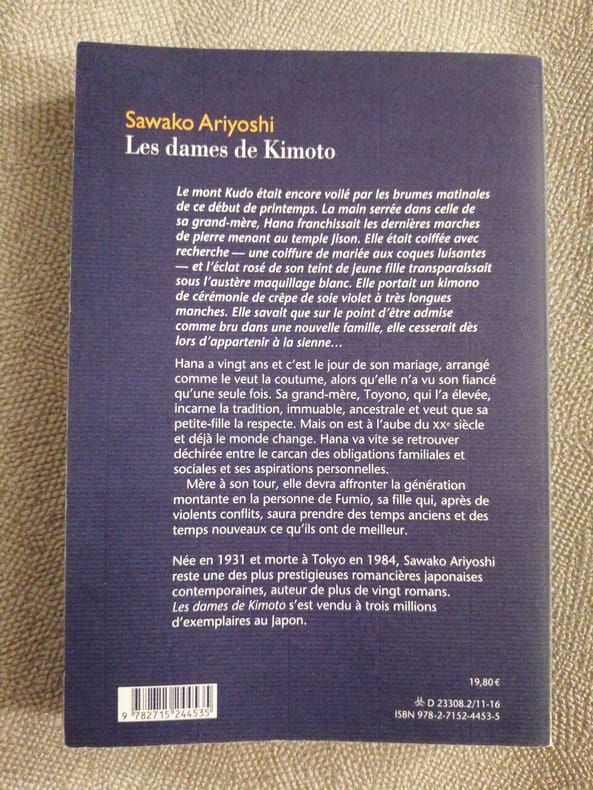 Sawako Ariyoshi
Les dames de Kimoto
Le mont Kudo était encore voilé par les brumes matinales
de ce début de printemps. La main serrée dans celle de
sa grand-mère, Hana franchissait les dernières marches
de pierre menant au temple Jison. Elle était coiffée avec
recherche — une coiffure de mariée aux coques luisantes
— et l'éclat rosé de son teint de jeune fille transparaissait
sous l'austère maquillage blanc. Elle portait un kimono
de cérémonie de crêpe de soie violet à très longues
manches. Elle savait que sur le point d'être admise
comme bru dans une nouvelle famille, elle cesserait dès
lors d'appartenir à la sienne…
Hana a vingt ans et c'est le jour de son mariage, arrangé
comme le veut la coutume, alors qu'elle n'a vu son fiancé
qu'une seule fois. Sa grand-mère, Toyono, qui l'a élevée,
incarne la tradition, immuable, ancestrale et veut que sa
petite-fille la respecte. Mais on est à l'aube du XXe siècle
et déjà le monde change. Hana va vite se retrouver
déchirée entre le carcan des obligations familiales et
sociales et ses aspirations personnelles.
Mère à son tour, elle devra affronter la génération
montante en la personne de Fumio, sa fille qui, après de
violents conflits, saura prendre des temps anciens et des
temps nouveaux ce qu'ils ont de meilleur.
Née en 1931 et morte à Tokyo en 1984, Sawako Ariyoshi
reste une des plus prestigieuses romancières japonaises
contemporaines, auteur de plus de vingt romans.
Les dames de Kimoto s'est vendu à trois millions
d'exemplaires au Japon.
19,80 €
D 23308.2/11-16
ISBN 978-2-7152-4453-5
9 782715 244535